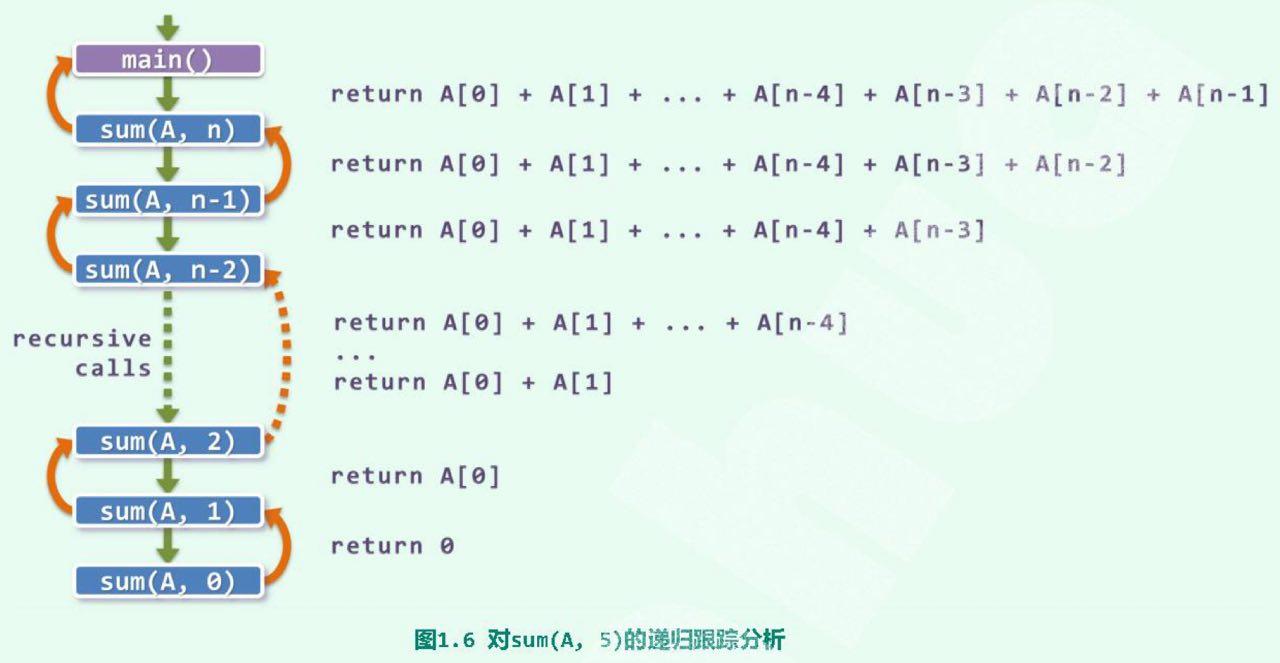 main()
return A[0] + A[1] + ... + A[n-4] + A[n-3] + A[n-2] + A[n-1]
sum(A, n)
return A[0] + A[1] + ... + A[n-4] + A[n-3] + A[n-2]
sum(A, n-1)
return A[0] + A[1] + ... + A[n-4] + A[n-3]
sum(A, n-2)
return A[0] + A[1] + ... + A[n-4]
recursive
calls
...
return A[0] + A[1]
sum(A, 2)
return A[0]
sum(A, 1)
return 0
sum(A, 0)
图1.6 对sum(A, 5)的递归跟踪分析